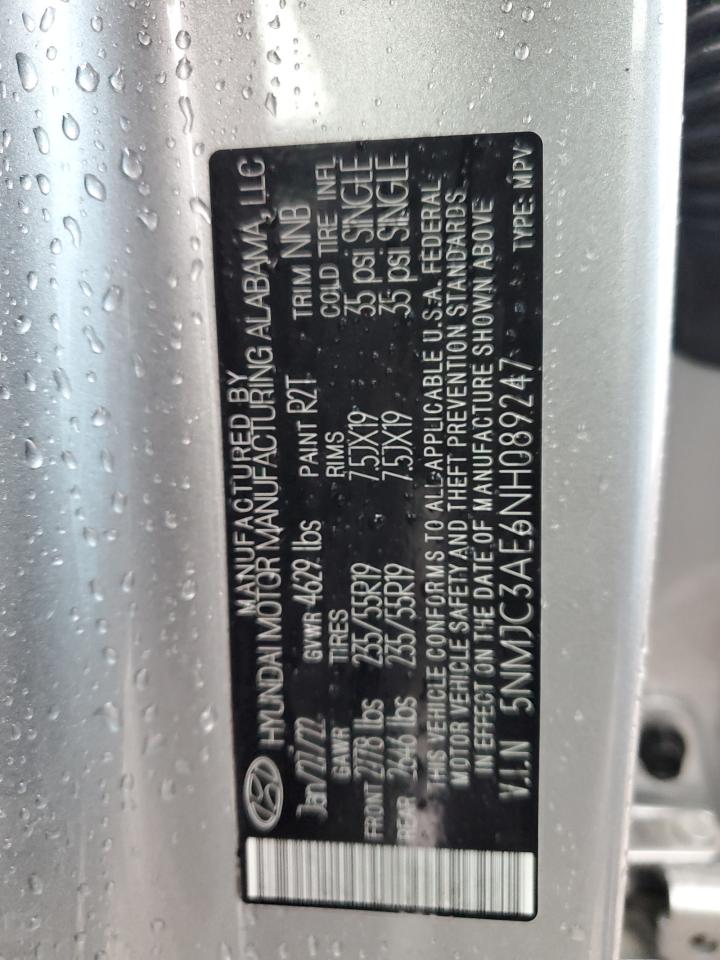 MANUFACTURED BY
HYUNDAI MOTOR MANUFACTURING ALABAMA, LLC
Jan/27/22 GVWR 4629 lbs PAINT R2T TRIM NNB
GAWR TIRES RIMS COLD TIRE INFL
FRONT 2778 lbs 235/55R19 7.5JX19 35 psi SINGLE
REAR 2646 lbs 235/55R19 7.5JX19 35 psi SINGLE
THIS VEHICLE CONFORMS TO ALL APPLICABLE U.S.A. FEDERAL
MOTOR VEHICLE SAFETY AND THEFT PREVENTION STANDARDS
IN EFFECT ON THE DATE OF MANUFACTURE SHOWN ABOVE
V.I.N 5NMJC3AE6NH089247 TYPE: MPV